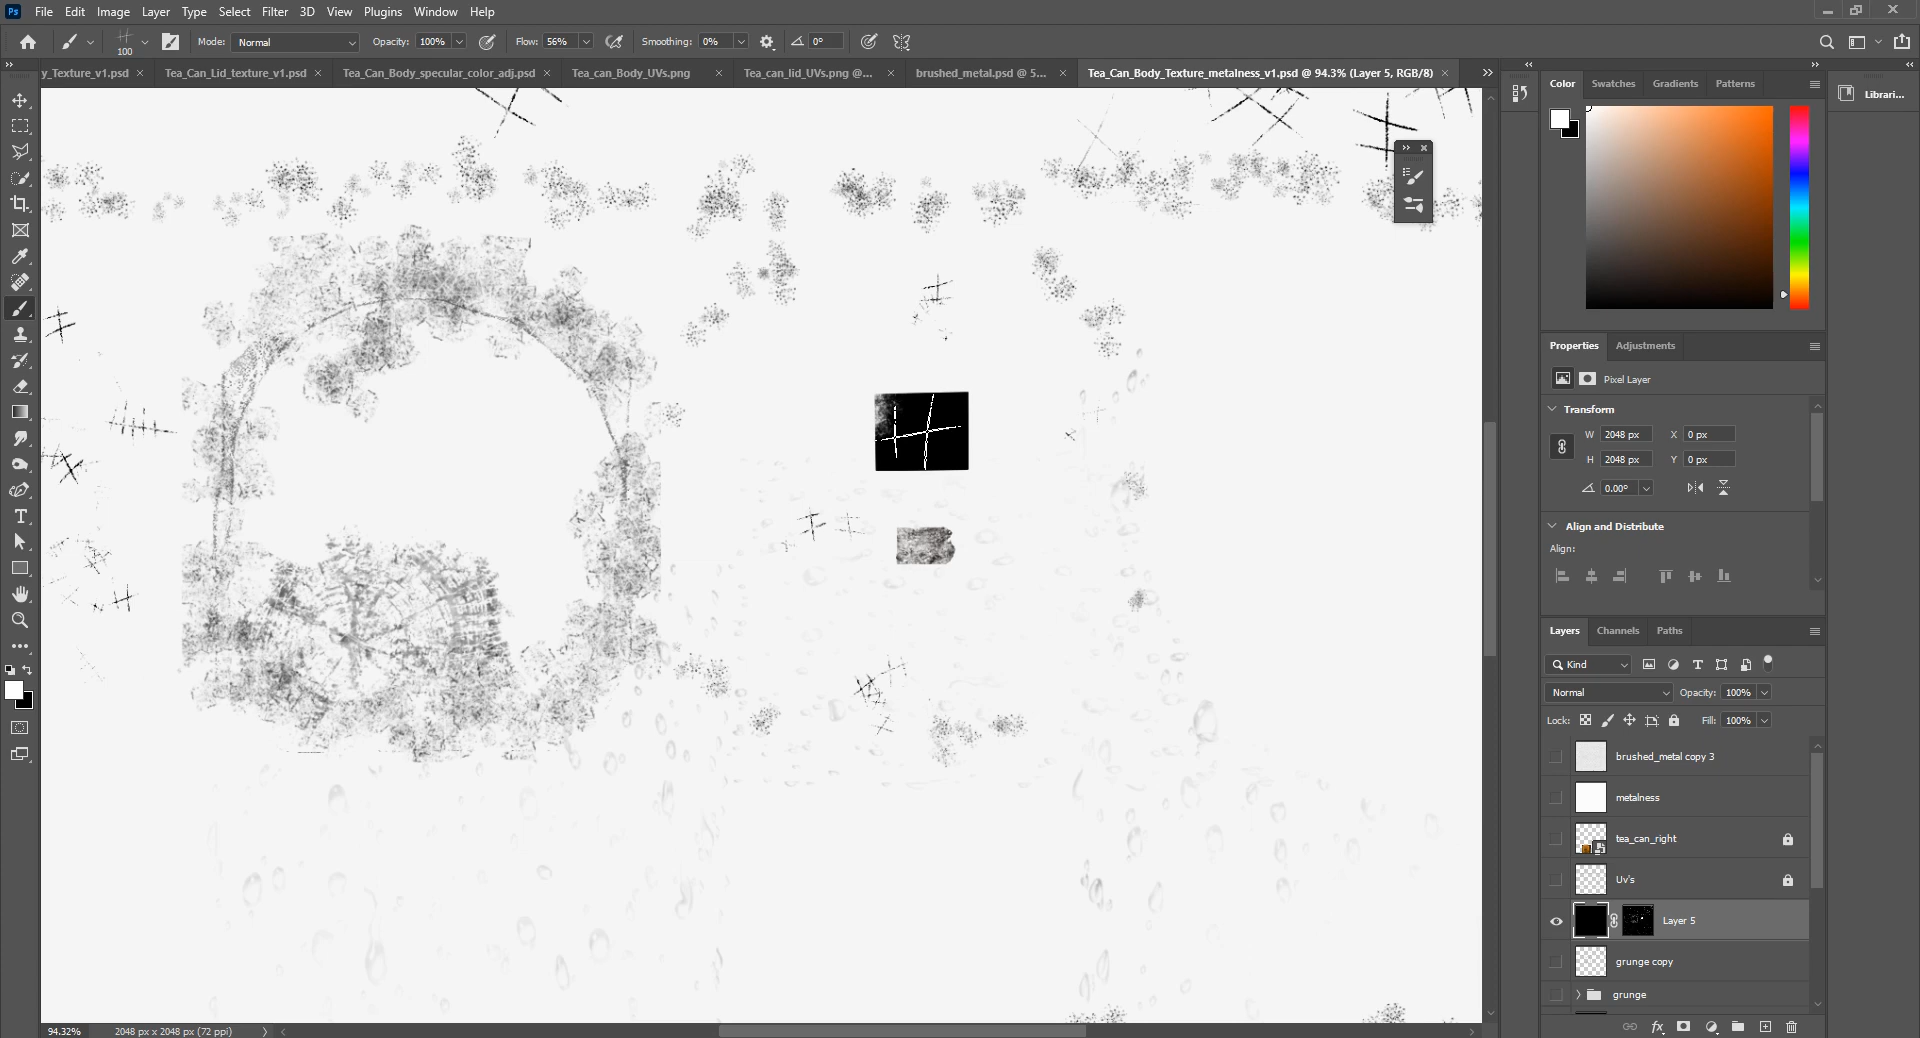 Ps File Edit Image Layer Type Select Filter 3D View Plugins Window Help
100 Mode: Normal Opacity: 100% Flow: 56% Smoothing: 0% 0°
y_Texture_v1.psd Tea_Can_Lid_texture_v1.psd Tea_Can_Body_specular_color_adj.psd Tea_can_Body_UVs.png Tea_can_lid_UVs.png @... brushed_metal.psd @ 5... Tea_Can_Body_Texture_metalness_v1.psd @ 94.3% (Layer 5, RGB/8)
Color Swatches Gradients Patterns
Librari...
Properties Adjustments
Pixel Layer
Transform
W 2048 px X 0 px
H 2048 px Y 0 px
0.00°
Align and Distribute
Align:
Layers Channels Paths
Kind
Normal Opacity: 100%
Lock: Fill: 100%
brushed_metal copy 3
metalness
tea_can_right
Uv's
Layer 5
grunge copy
grunge
fx
94.32% 2048 px x 2048 px (72 ppi)